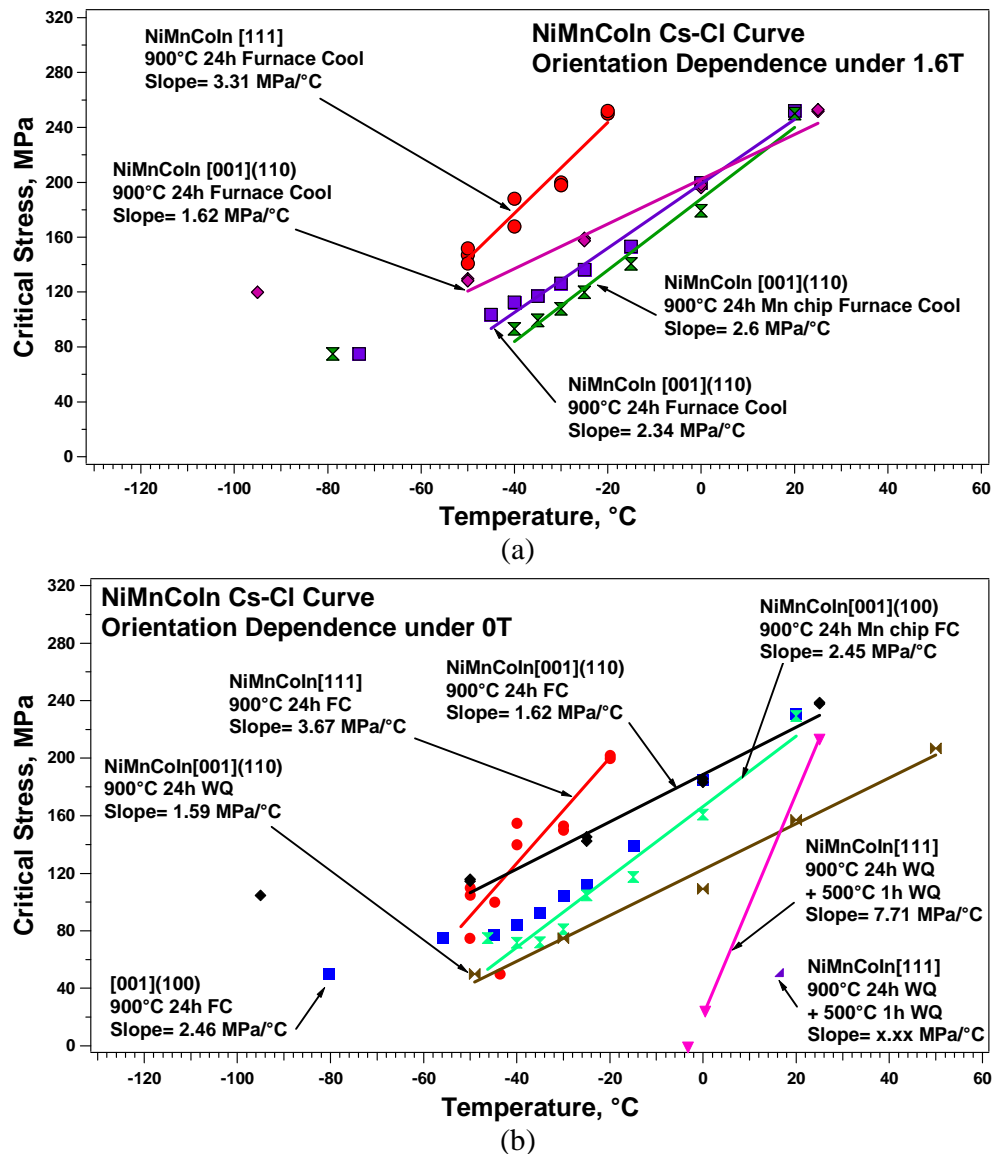 320
280
240
200
160
120
80
40
0
Critical Stress, MPa
NiMnCoIn [111]
900°C 24h Furnace Cool
Slope= 3.31 MPa/°C
NiMnCoIn Cs-Cl Curve
Orientation Dependence under 1.6T
NiMnCoIn [001](110)
900°C 24h Furnace Cool
Slope= 1.62 MPa/°C
NiMnCoIn [001](110)
900°C 24h Mn chip Furnace Cool
Slope= 2.6 MPa/°C
NiMnCoIn [001](110)
900°C 24h Furnace Cool
Slope= 2.34 MPa/°C
-120 -100 -80 -60 -40 -20 0 20 40 60
Temperature, °C
(a)
320
280
240
200
160
120
80
40
0
Critical Stress, MPa
NiMnCoIn Cs-Cl Curve
Orientation Dependence under 0T
NiMnCoIn[001](100)
900°C 24h Mn chip FC
Slope= 2.45 MPa/°C
NiMnCoIn[001](110)
900°C 24h FC
Slope= 1.62 MPa/°C
NiMnCoIn[111]
900°C 24h FC
Slope= 3.67 MPa/°C
NiMnCoIn[001](110)
900°C 24h WQ
Slope= 1.59 MPa/°C
NiMnCoIn[111]
900°C 24h WQ
+ 500°C 1h WQ
Slope= 7.71 MPa/°C
[001](100)
900°C 24h FC
Slope= 2.46 MPa/°C
NiMnCoIn[111]
900°C 24h WQ
+ 500°C 1h WQ
Slope= x.xx MPa/°C
-120 -100 -80 -60 -40 -20 0 20 40 60
Temperature, °C
(b)